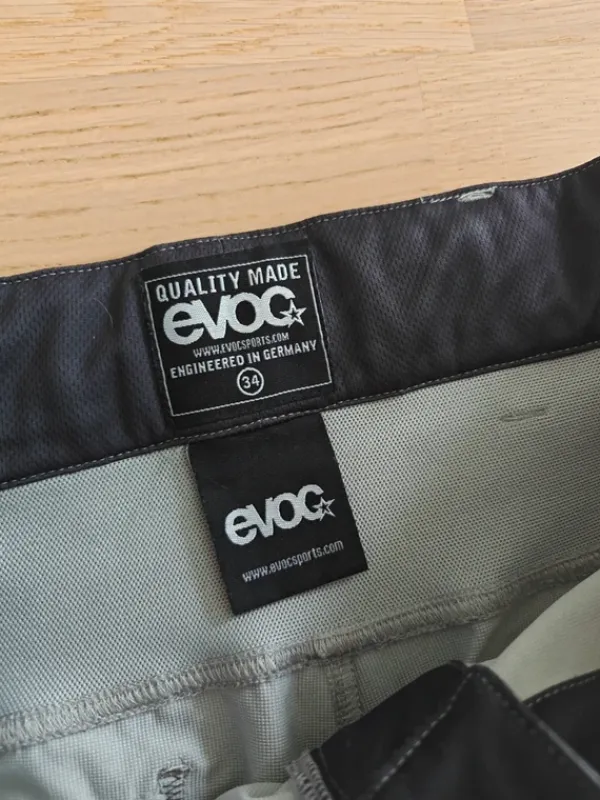 QUALITY MADE
evoc
WWW.EVOCSPORTS.COM
ENGINEERED IN GERMANY
34
evoc
www.evocsports.com